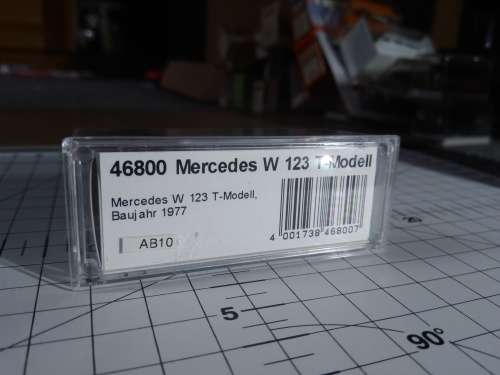 46800 Mercedes W 123 T-Modell
Mercedes W 123 T-Modell,
Baujahr 1977
AB10
4 001738 468007
5
90°